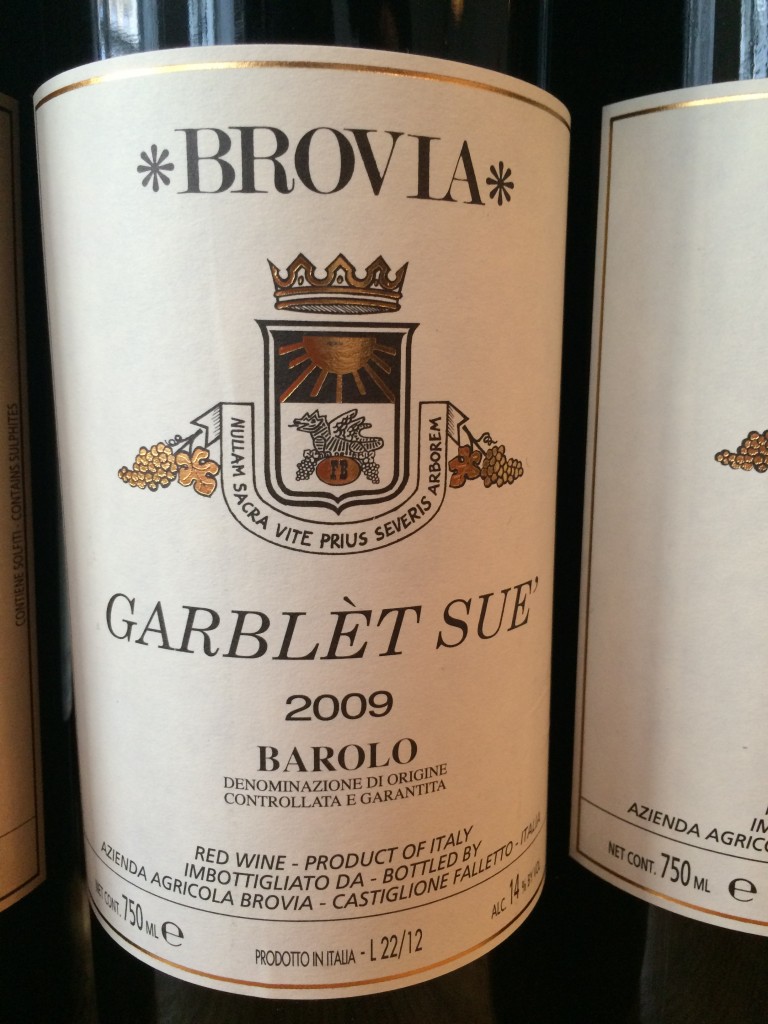 *BROVIA*
NULLAM SACRA VITE PRIUS SEVERIS ARBOREM
FB
GARBLÈT SUE'
2009
BAROLO
DENOMINAZIONE DI ORIGINE
CONTROLLATA E GARANTITA
RED WINE - PRODUCT OF ITALY
IMBOTTIGLIATO DA - BOTTLED BY
AZIENDA AGRICOLA BROVIA - CASTIGLIONE FALLETTO - ITALIA
NET CONT. 750 ML e
ALC. 14 % BY VOL.
PRODOTTO IN ITALIA - L 22/12
CONTIENE SOLFITI - CONTAINS SULPHITES
AZIENDA AGRIC
NET CONT. 750 ML e